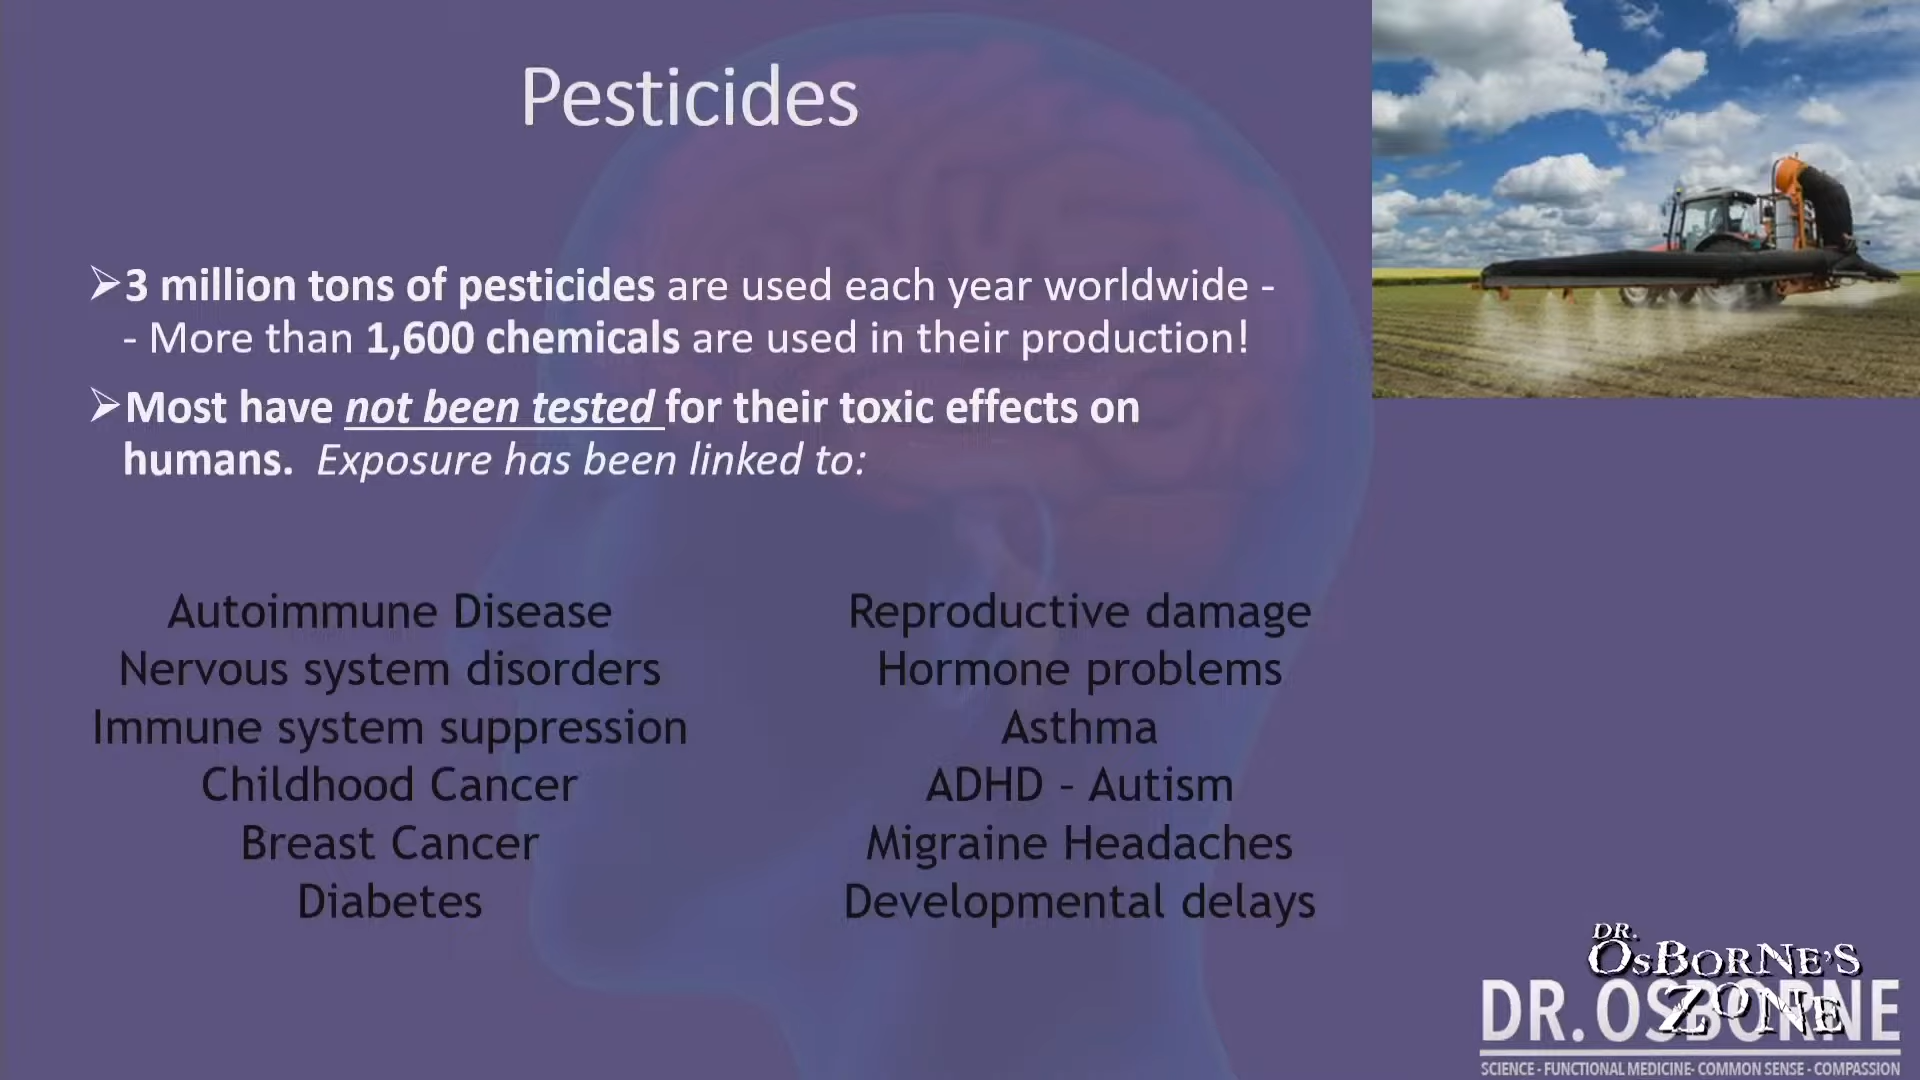 Pesticides
➢3 million tons of pesticides are used each year worldwide -
- More than 1,600 chemicals are used in their production!
➢Most have not been tested for their toxic effects on
humans. Exposure has been linked to:
Autoimmune Disease
Nervous system disorders
Immune system suppression
Childhood Cancer
Breast Cancer
Diabetes
Reproductive damage
Hormone problems
Asthma
ADHD – Autism
Migraine Headaches
Developmental delays
DR.
OSBORNE'S
ZONE
DR. OSBORNE
SCIENCE - FUNCTIONAL MEDICINE- COMMON SENSE - COMPASSION